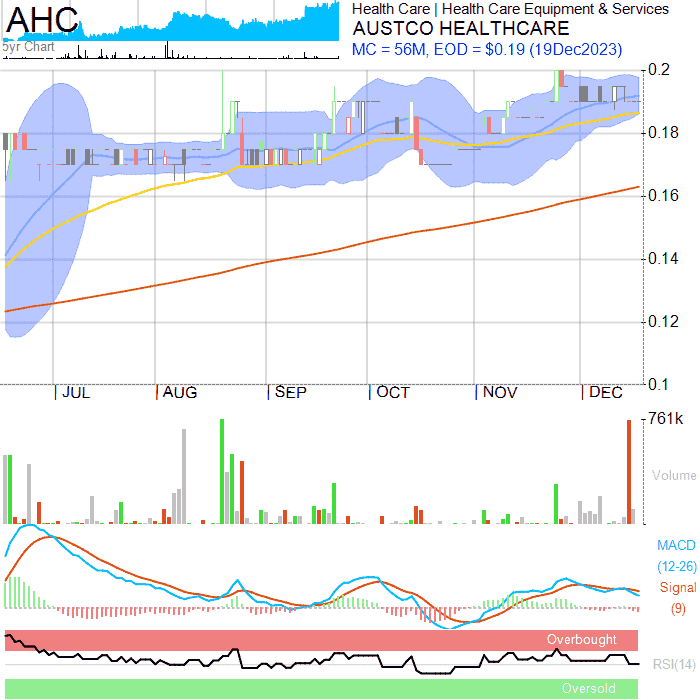 AHC
5yr Chart
Health Care | Health Care Equipment & Services
AUSTCO HEALTHCARE
MC = 56M, EOD = $0.19 (19Dec2023)
0.2
0.18
0.16
0.14
0.12
0.1
JUL
AUG
SEP
OCT
NOV
DEC
761k
Volume
MACD
(12-26)
Signal
(9)
Overbought
RSI(14)
Oversold